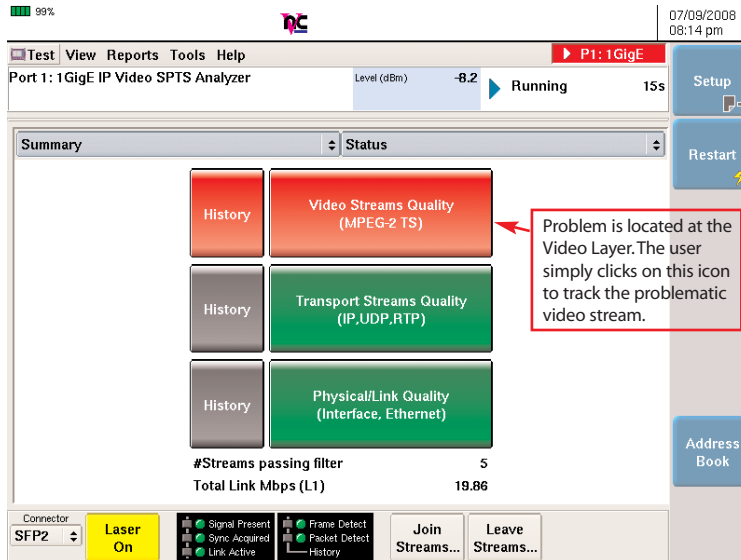 99%
07/09/2008
08:14 pm
Test View Reports Tools Help
P1: 1GigE
Port 1: 1GigE IP Video SPTS Analyzer
Level (dBm) -8.2
Running 15s
Setup
Restart
Summary
Status
History
Video Streams Quality
(MPEG-2 TS)
Problem is located at the
Video Layer. The user
simply clicks on this icon
to track the problematic
video stream.
History
Transport Streams Quality
(IP,UDP,RTP)
History
Physical/Link Quality
(Interface, Ethernet)
#Streams passing filter 5
Total Link Mbps (L1) 19.86
Address
Book
Connector
SFP2
Laser
On
Signal Present
Sync Acquired
Link Active
Frame Detect
Packet Detect
History
Join
Streams...
Leave
Streams...